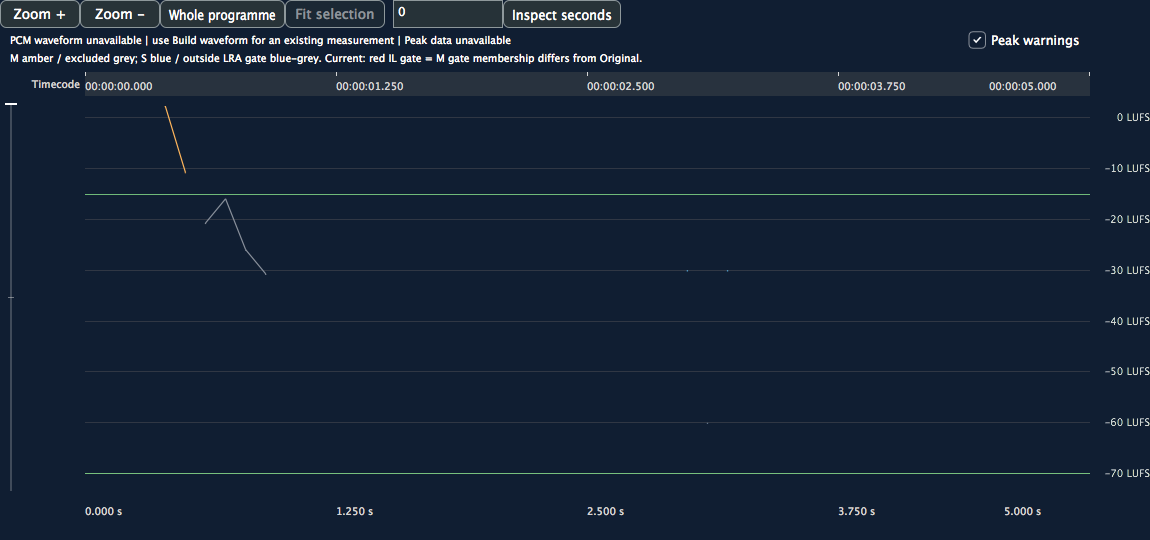 Zoom + Zoom – Whole programme Fit selection 0 Inspect seconds
PCM waveform unavailable | use Build waveform for an existing measurement | Peak data unavailable
Peak warnings
M amber / excluded grey; S blue / outside LRA gate blue-grey. Current: red IL gate = M gate membership differs from Original.
Timecode 00:00:00.000 00:00:01.250 00:00:02.500 00:00:03.750 00:00:05.000
0 LUFS
-10 LUFS
-20 LUFS
-30 LUFS
-40 LUFS
-50 LUFS
-60 LUFS
-70 LUFS
0.000 s 1.250 s 2.500 s 3.750 s 5.000 s